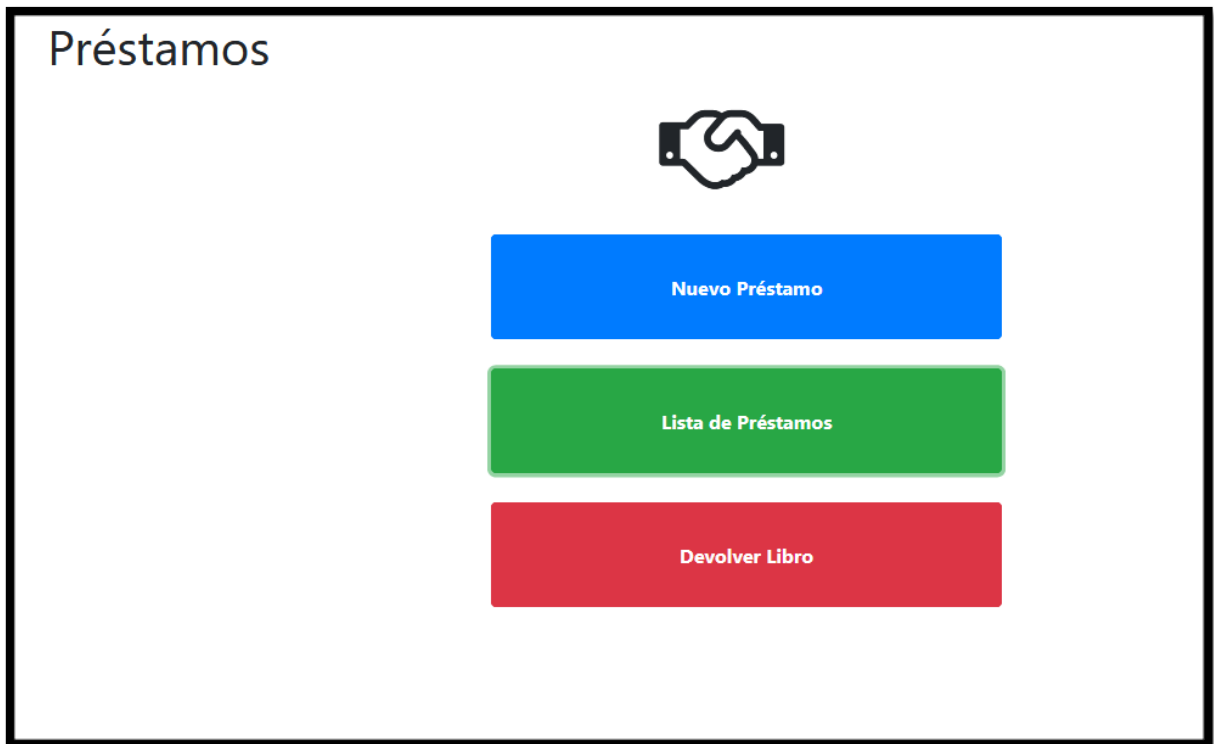 Préstamos
Nuevo Préstamo
Lista de Préstamos
Devolver Libro